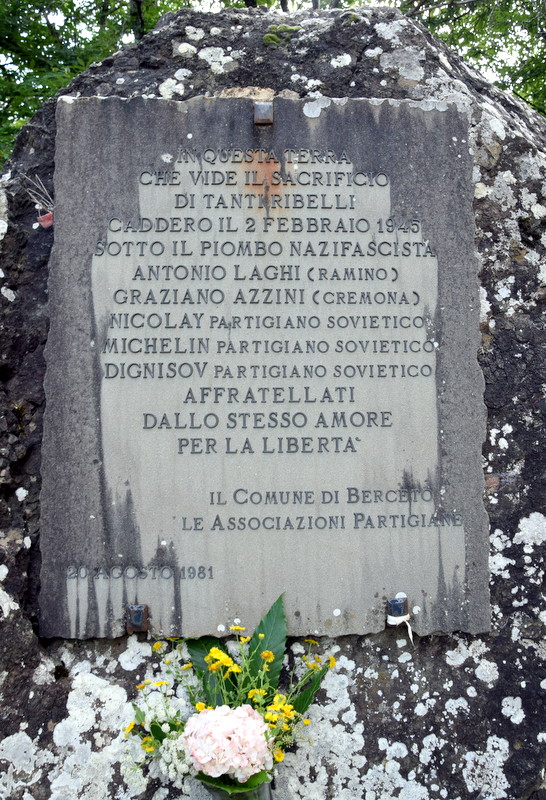 IN QUESTA TERRA
CHE VIDE IL SACRIFICIO
DI TANTI RIBELLI
CADDERO IL 2 FEBBRAIO 1945
SOTTO IL PIOMBO NAZIFASCISTA
ANTONIO LAGHI (RAMINO)
GRAZIANO AZZINI (CREMONA)
NICOLAY PARTIGIANO SOVIETICO
MICHELIN PARTIGIANO SOVIETICO
DIGNISOV PARTIGIANO SOVIETICO
AFFRATELLATI
DALLO STESSO AMORE
PER LA LIBERTA`
IL COMUNE DI BERCETO
LE ASSOCIAZIONI PARTIGIANE
20 AGOSTO 1981